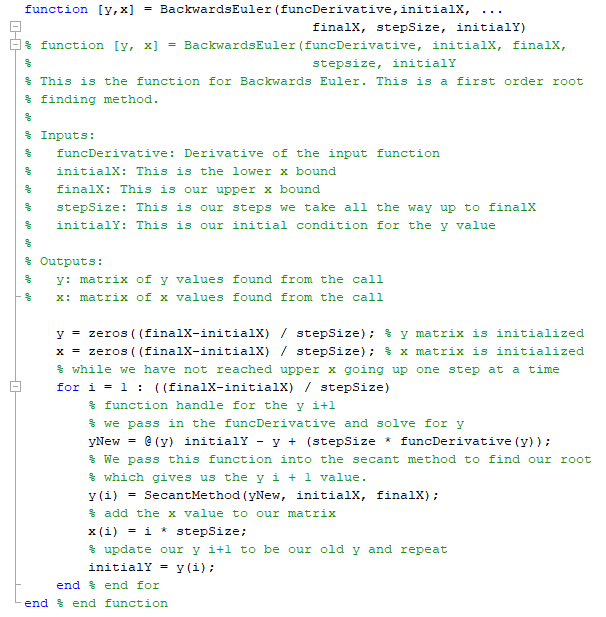 function [y,x] = BackwardsEuler(funcDerivative,initialX, ...
finalX, stepSize, initialY)
% function [y, x] = BackwardsEuler(funcDerivative, initialX, finalX,
% stepsize, initialY
% This is the function for Backwards Euler. This is a first order root
% finding method.
%
% Inputs:
% funcDerivative: Derivative of the input function
% initialX: This is the lower x bound
% finalX: This is our upper x bound
% stepSize: This is our steps we take all the way up to finalX
% initialY: This is our initial condition for the y value
%
% Outputs:
% y: matrix of y values found from the call
% x: matrix of x values found from the call
y = zeros((finalX-initialX) / stepSize); % y matrix is initialized
x = zeros((finalX-initialX) / stepSize); % x matrix is initialized
% while we have not reached upper x going up one step at a time
for i = 1 : ((finalX-initialX) / stepSize)
% function handle for the y i+1
% we pass in the funcDerivative and solve for y
yNew = @(y) initialY - y + (stepSize * funcDerivative(y));
% We pass this function into the secant method to find our root
% which gives us the y i + 1 value.
y(i) = SecantMethod(yNew, initialX, finalX);
% add the x value to our matrix
x(i) = i * stepSize;
% update our y i+1 to be our old y and repeat
initialY = y(i);
end % end for
end % end function